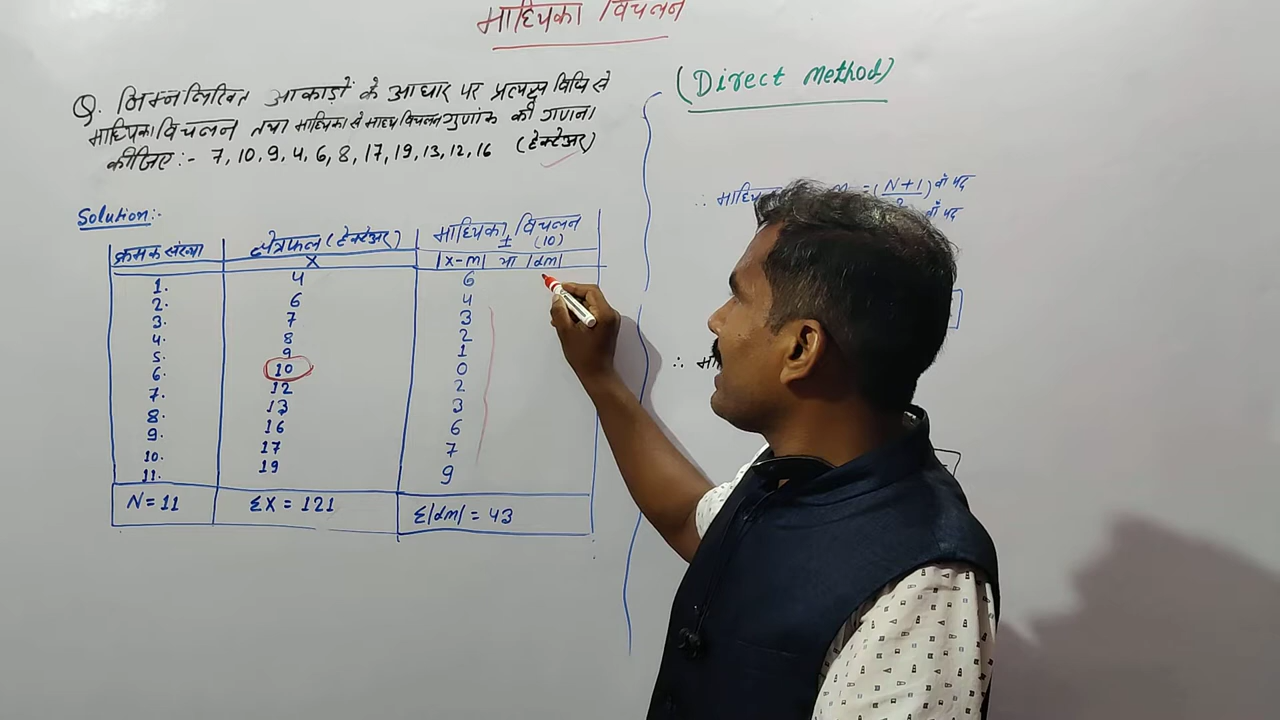 माध्यिका विचलन
(Direct Method)
Q. निम्नलिखित आकाड़ों के आधार पर प्रत्यक्ष विधि से
माध्यिका विचलन तथा माध्यिका से माध्य विचलन गुणांक की गणना
कीजिए :- 7, 10, 9, 4, 6, 8, 17, 19, 13, 12, 16 (हेक्टेअर)
Solution:-
क्रमक संख्या क्षेत्रफल (हेक्टेअर) माध्यिका विचलन
± (10)
X |X-M| या |dm|
1. 4 6
2. 6 4
3. 7 3
4. 8 2
5. 9 1
6. 10 0
7. 12 2
8. 13 3
9. 16 6
10. 17 7
11. 19 9
N = 11 ΣX = 121 Σ|dm| = 43
∴ = (N+1) वाँ पद
वाँ पद
∴